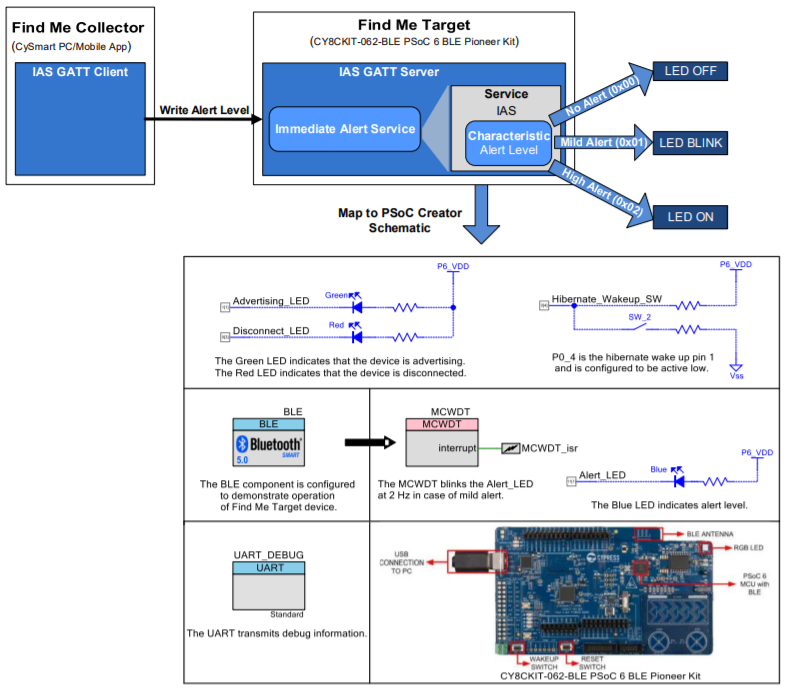 Find Me Collector
(CySmart PC/Mobile App)
IAS GATT Client
Write Alert Level
Find Me Target
(CY8CKIT-062-BLE PSoC 6 BLE Pioneer Kit)
IAS GATT Server
Immediate Alert Service
Service
IAS
Characteristic
Alert Level
No Alert (0x00)
Mild Alert (0x01)
High Alert (0x02)
LED OFF
LED BLINK
LED ON
Map to PSoC Creator
Schematic
P6_VDD
Advertising_LED
Green
Disconnect_LED
Red
The Green LED indicates that the device is advertising.
The Red LED indicates that the device is disconnected.
P6_VDD
Hibernate_Wakeup_SW
SW_2
Vss
P0_4 is the hibernate wake up pin 1
and is configured to be active low.
BLE
BLE
Bluetooith®
SMART
5.0
The BLE component is configured
to demonstrate operation
of Find Me Target device.
MCWDT
MCWDT
interrupt
MCWDT_isr
The MCWDT blinks the Alert_LED
at 2 Hz in case of mild alert.
P6_VDD
Alert_LED
Blue
The Blue LED indicates alert level.
UART_DEBUG
UART
Standard
The UART transmits debug information.
USB
CONNECTION
TO PC
BLE ANTENNA
RGB LED
CYPRESS
PSoC 6
MCU with
BLE
WAKEUP
SWITCH
RESET
SWITCH
CY8CKIT-062-BLE PSoC 6 BLE Pioneer Kit